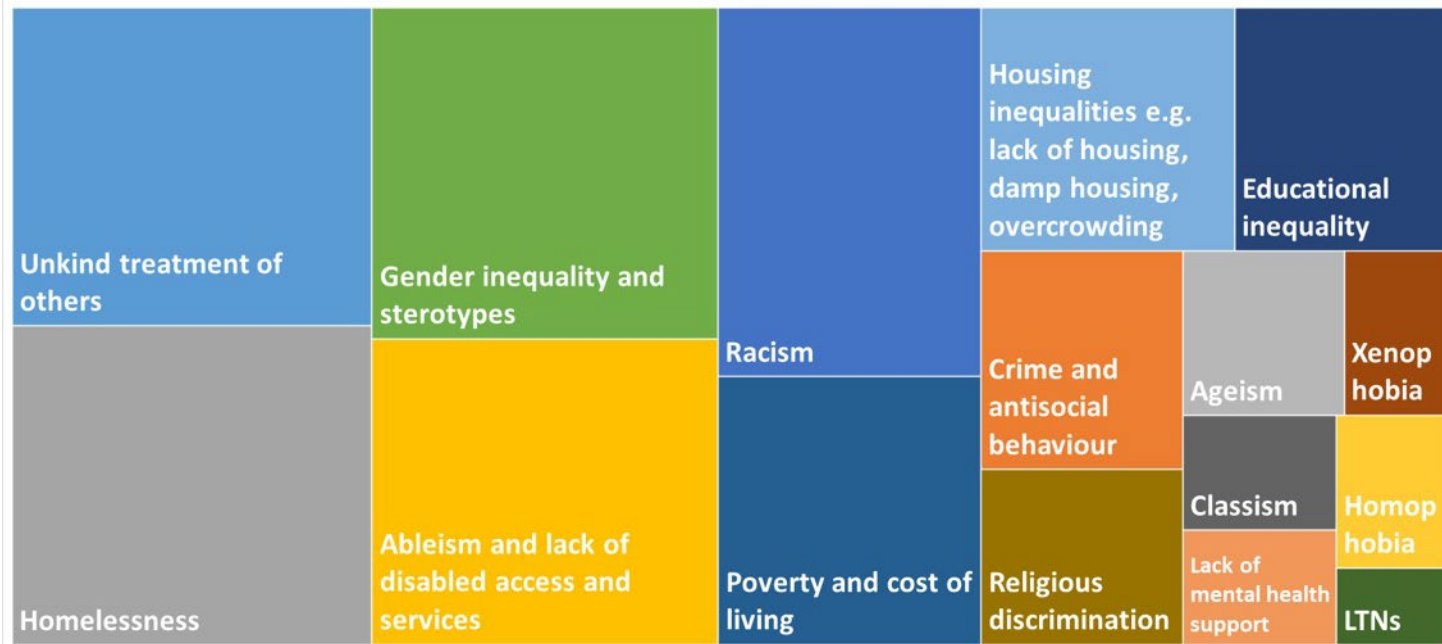 Unkind treatment of
others
Homelessness
Gender inequality and
sterotypes
Ableism and lack of
disabled access and
services
Racism
Poverty and cost of
living
Housing
inequalities e.g.
lack of housing,
damp housing,
overcrowding
Educational
inequality
Crime and
antisocial
behaviour
Religious
discrimination
Ageism
Xenop
hobia
Classism
Homop
hobia
Lack of
mental health
support
LTNs